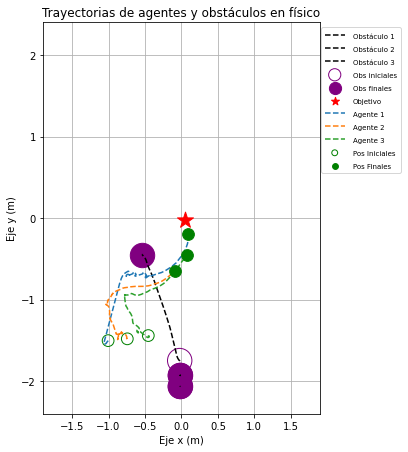 Trayectorias de agentes y obstáculos en físico
Obstáculo 1
Obstáculo 2
Obstáculo 3
Obs iniciales
Obs finales
Objetivo
Agente 1
Agente 2
Agente 3
Pos Iniciales
Pos Finales
2
1
0
−1
−2
Eje y (m)
−1.5 −1.0 −0.5 0.0 0.5 1.0 1.5
Eje x (m)